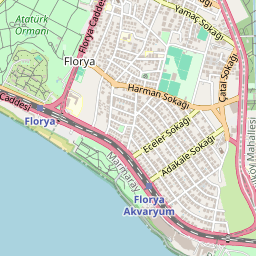 Yamaç Sokağı
Atatürk
Ormanı
Florya Caddesi
Florya
Çatal Sokağı
Harman Sokağı
Caddesi
Florya
Eceler Sokağı
Marmaray
Adakale Sokağı
Mahallesi
Florya
Akvaryum